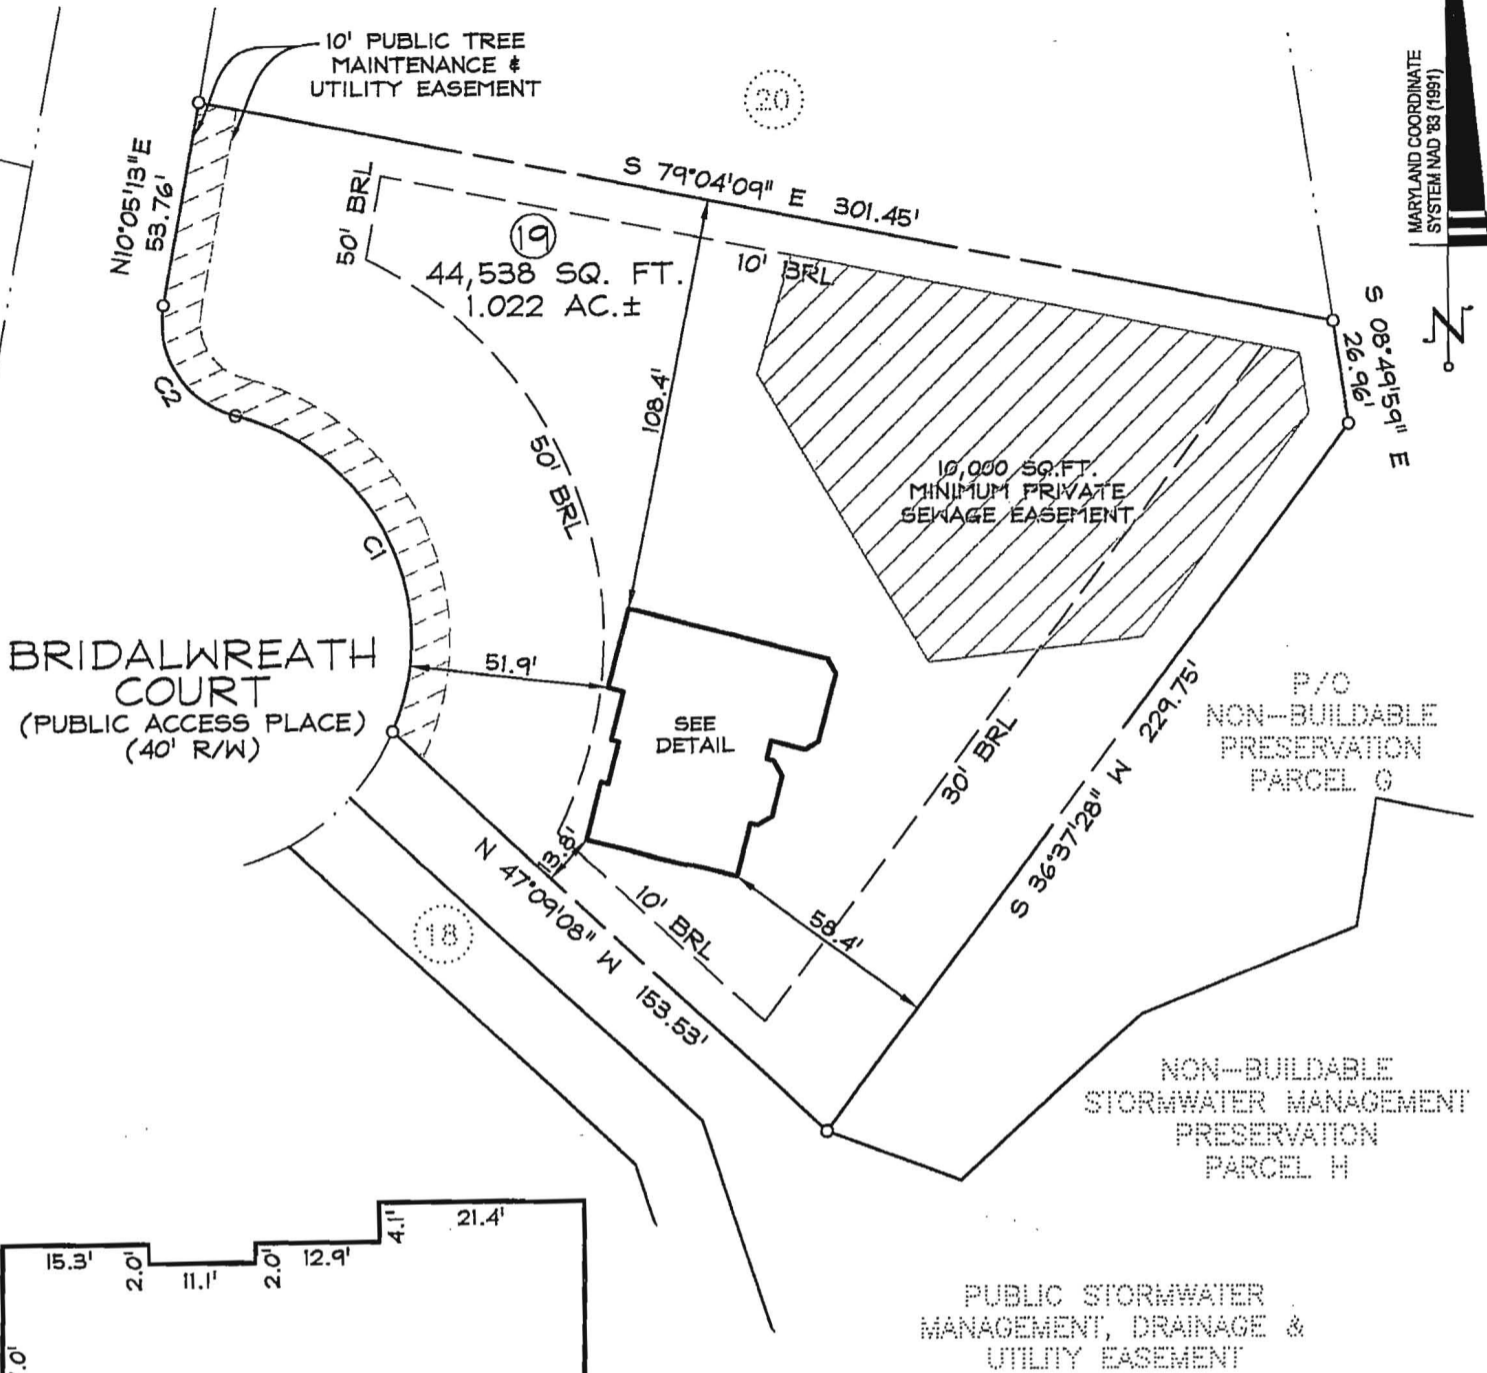 10' PUBLIC TREE
MAINTENANCE &
UTILITY EASEMENT
20
MARYLAND COORDINATE
SYSTEM NAD '83 (1991)
N
N10°05'13"E
53.76'
S 79°04'09" E 301.45'
50' BRL
19
44,538 SQ. FT.
1.022 AC.±
10' BRL
S 08°49'59" E
26.96'
C2
108.4'
50' BRL
10,000 SQ.FT.
MINIMUM PRIVATE
SEWAGE EASEMENT
C1
BRIDALWREATH
COURT
(PUBLIC ACCESS PLACE)
(40' R/W)
51.9'
SEE
DETAIL
30' BRL
S 36°37'28" W 229.75'
P/O
NON-BUILDABLE
PRESERVATION
PARCEL G
13.8'
N 47°09'08" W 153.53'
10' BRL
58.4'
18
NON-BUILDABLE
STORMWATER MANAGEMENT
PRESERVATION
PARCEL H
15.3'
2.0'
11.1'
2.0'
12.9'
4.1'
21.4'
PUBLIC STORMWATER
MANAGEMENT, DRAINAGE &
UTILITY EASEMENT